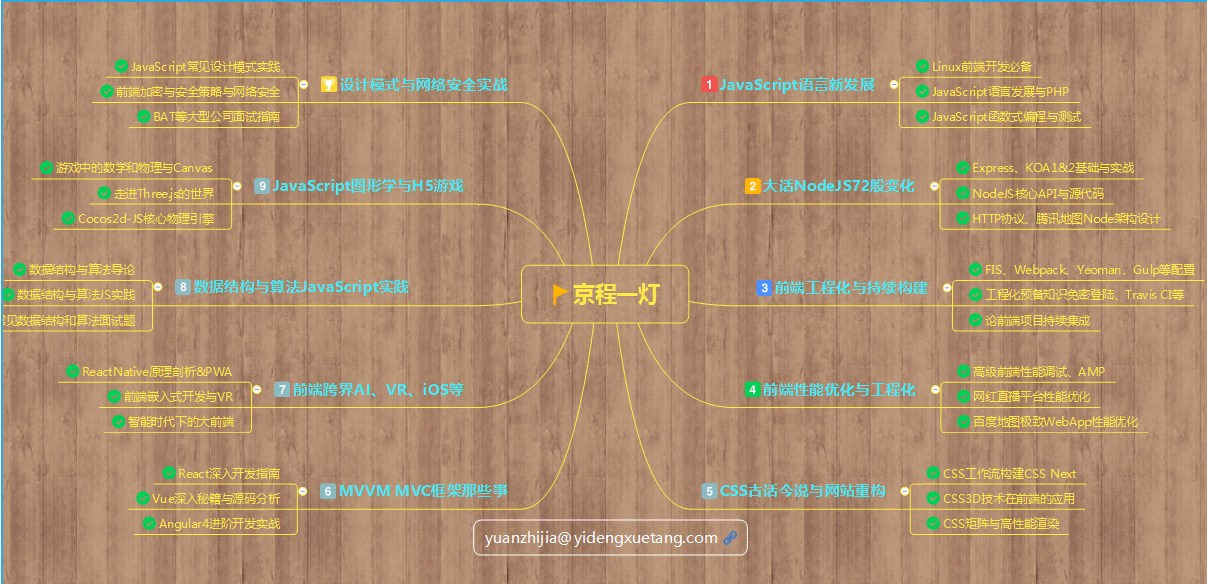 京程一灯
1 JavaScript语言新发展
Linux前端开发必备
JavaScript语言发展与PHP
JavaScript函数式编程与测试
2 大话NodeJS72般变化
Express、KOA1&2基础与实战
NodeJS核心API与源代码
HTTP协议、腾讯地图Node架构设计
3 前端工程化与持续构建
FIS、Webpack、Yeoman、Gulp等配置
工程化预备知识免密登陆、Travis CI等
论前端项目持续集成
4 前端性能优化与工程化
高级前端性能调试、AMP
网红直播平台性能优化
百度地图极致WebApp性能优化
5 CSS古话今说与网站重构
CSS工作流构建CSS Next
CSS3D技术在前端的应用
CSS矩阵与高性能渲染
6 MVVM MVC框架那些事
React深入开发指南
Vue深入秘籍与源码分析
Angular4进阶开发实战
7 前端跨界AI、VR、iOS等
ReactNative原理剖析&PWA
前端嵌入式开发与VR
智能时代下的大前端
8 数据结构与算法JavaScript实践
数据结构与算法导论
数据结构与算法JS实践
见数据结构和算法面试题
9 JavaScript图形学与H5游戏
游戏中的数学和物理与Canvas
走进Three.js的世界
Cocos2d-JS核心物理引擎
设计模式与网络安全实战
JavaScript常见设计模式实践
前端加密与安全策略与网络安全
BAT等大型公司面试指南
yuanzhijia@yidengxuetang.com